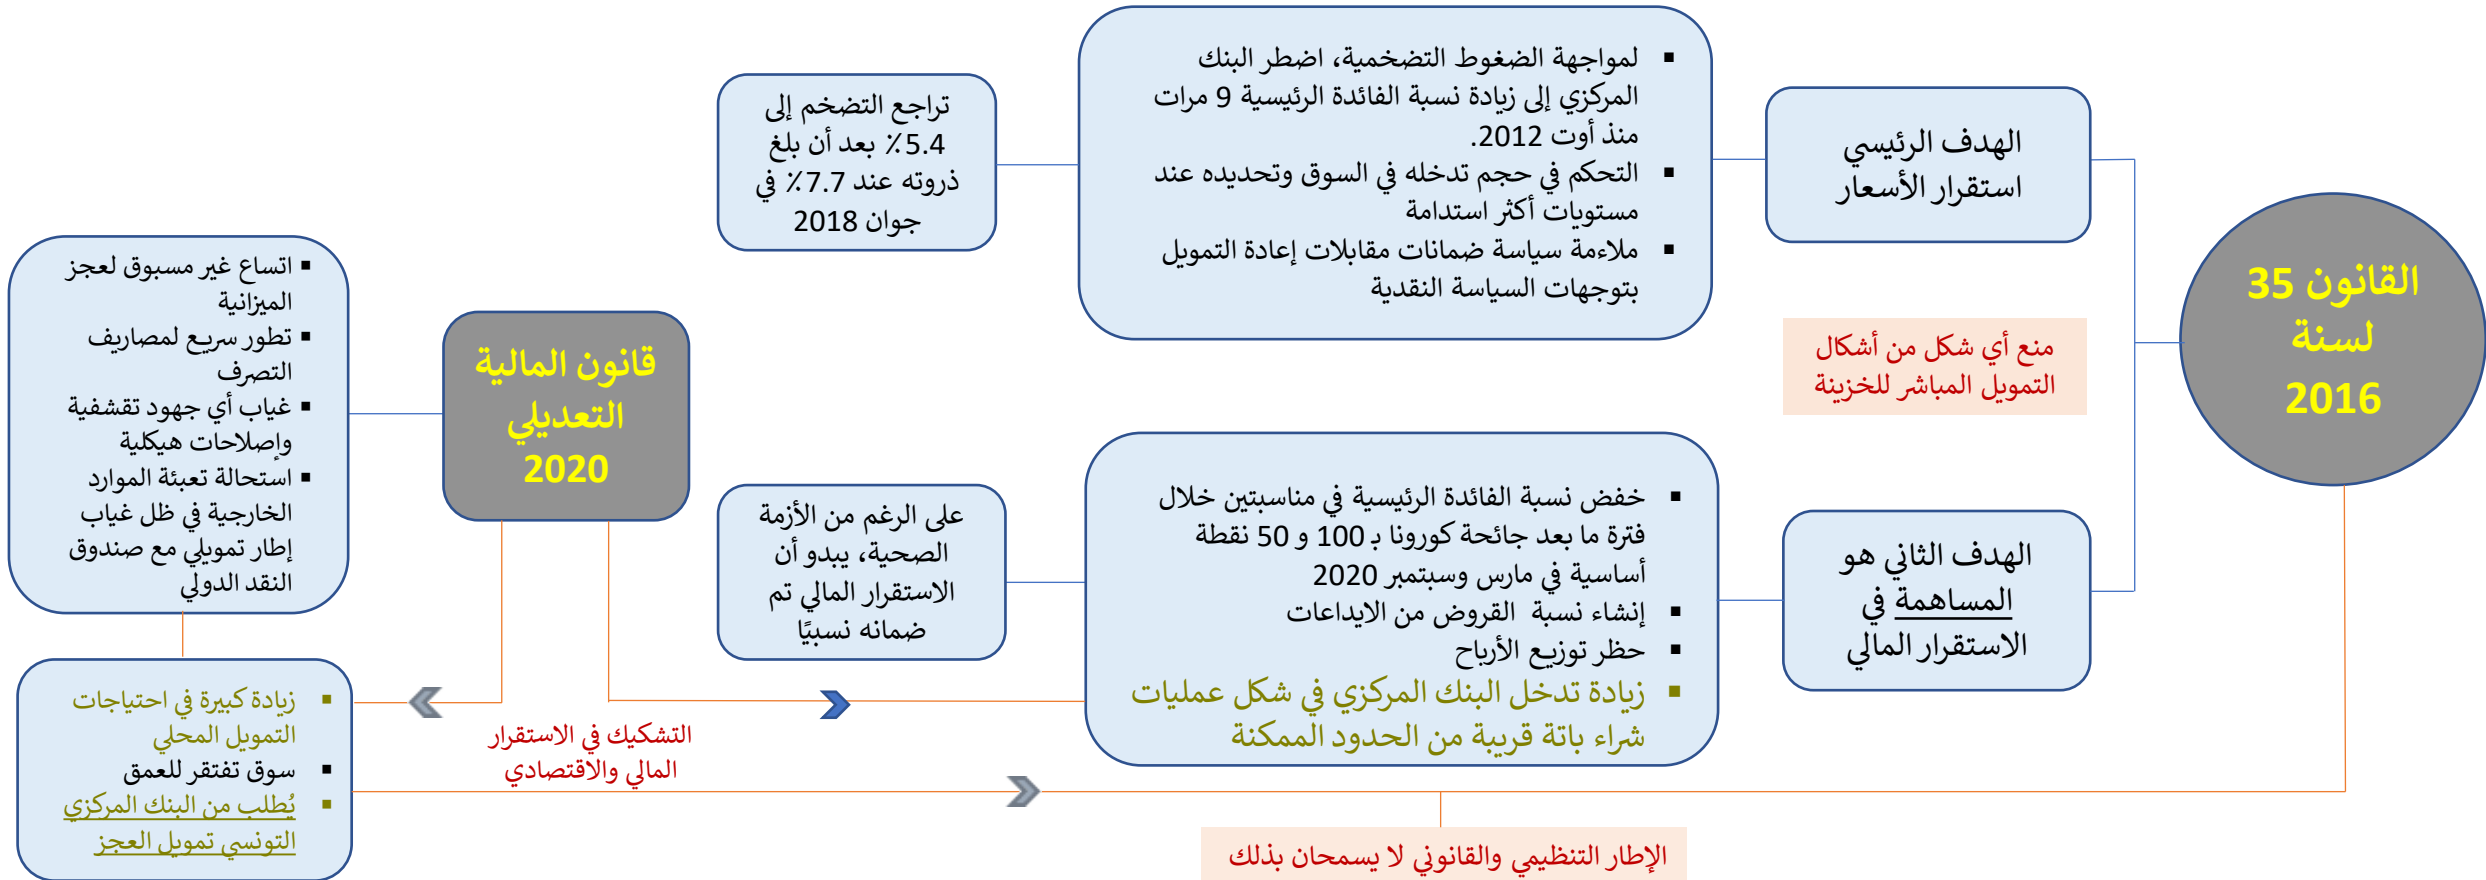 القانون 35
لسنة
2016
الهدف الرئيسي
استقرار الأسعار
▪ لمواجهة الضغوط التضخمية، اضطر البنك
المركزي إلى زيادة نسبة الفائدة الرئيسية 9 مرات
منذ أوت 2012.
▪ التحكم في حجم تدخله في السوق وتحديده عند
مستويات أكثر استدامة
▪ ملاءمة سياسة ضمانات مقابلات إعادة التمويل
بتوجهات السياسة النقدية
تراجع التضخم إلى
5.4٪ بعد أن بلغ
ذروته عند 7.7٪ في
جوان 2018
منع أي شكل من أشكال
التمويل المباشر للخزينة
الهدف الثاني هو
المساهمة في
الاستقرار المالي
▪ خفض نسبة الفائدة الرئيسية في مناسبتين خلال
فترة ما بعد جائحة كورونا بـ 100 و 50 نقطة
أساسية في مارس وسبتمبر 2020
▪ إنشاء نسبة القروض من الايداعات
▪ حظر توزيع الأرباح
▪ زيادة تدخل البنك المركزي في شكل عمليات
شراء باتة قريبة من الحدود الممكنة
على الرغم من الأزمة
الصحية، يبدو أن
الاستقرار المالي تم
ضمانه نسبيًا
قانون المالية
التعديلي
2020
▪ اتساع غير مسبوق لعجز
الميزانية
▪ تطور سريع لمصاريف
التصرف
▪ غياب أي جهود تقشفية
وإصلاحات هيكلية
▪ استحالة تعبئة الموارد
الخارجية في ظل غياب
إطار تمويلي مع صندوق
النقد الدولي
▪ زيادة كبيرة في احتياجات
التمويل المحلي
▪ سوق تفتقر للعمق
▪ يُطلب من البنك المركزي
التونسي تمويل العجز
التشكيك في الاستقرار
المالي والاقتصادي
الإطار التنظيمي والقانوني لا يسمحان بذلك